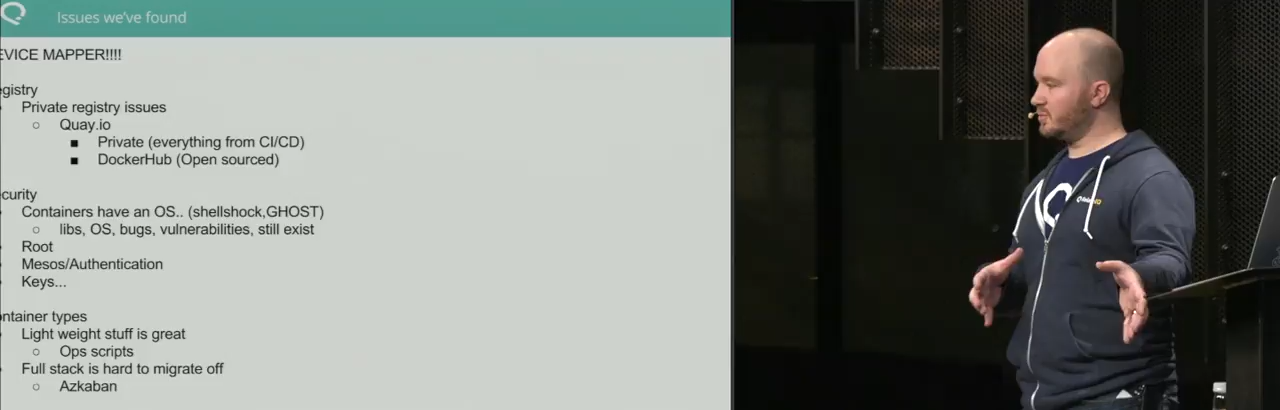 Issues we've found
EVICE MAPPER!!!!
egistry
Private registry issues
Quay.io
Private (everything from CI/CD)
DockerHub (Open sourced)
ecurity
Containers have an OS.. (shellshock,GHOST)
libs, OS, bugs, vulnerabilities, still exist
Root
Mesos/Authentication
Keys...
ontainer types
Light weight stuff is great
Ops scripts
Full stack is hard to migrate off
Azkaban